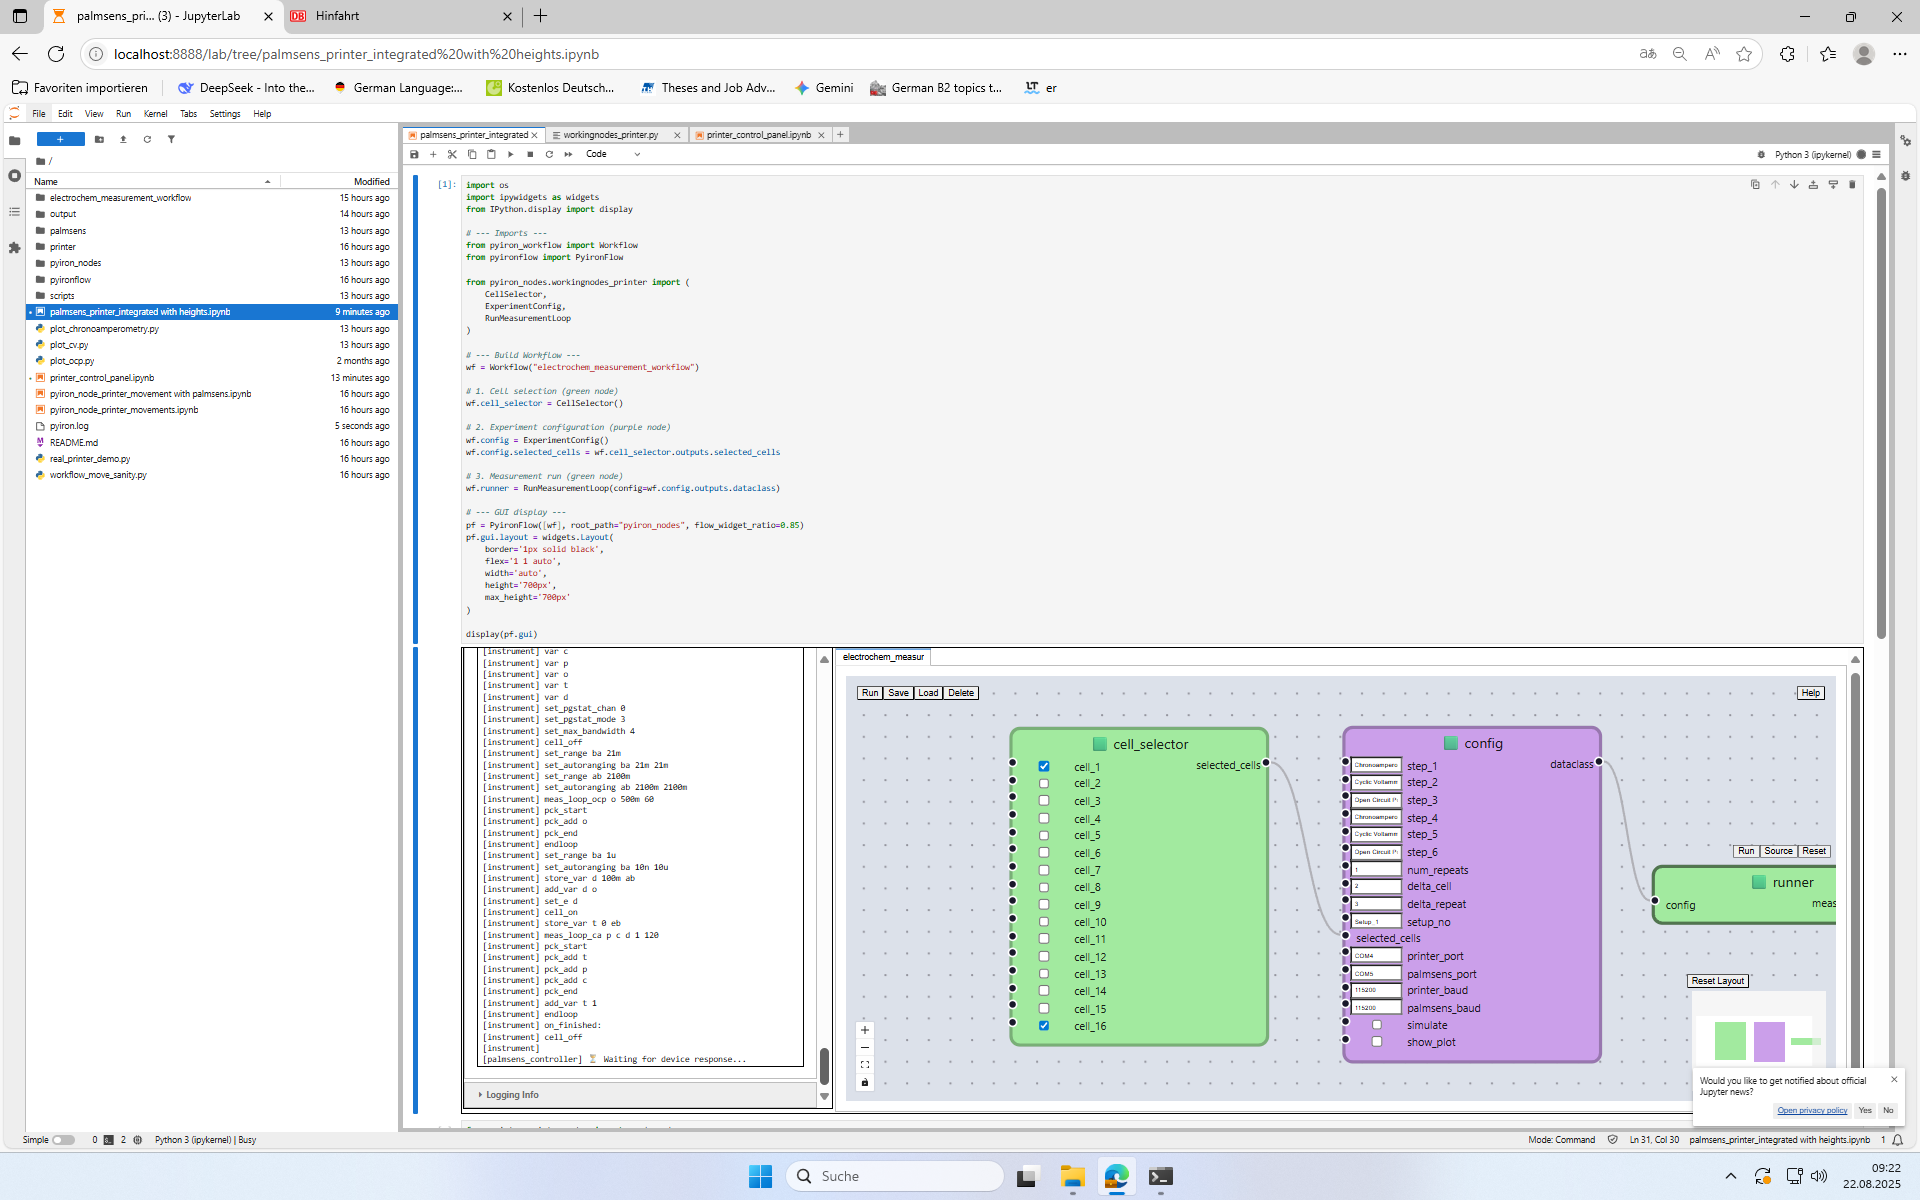 palmsens_pri... (3) - JupyterLab
Hinfahrt
localhost:8888/lab/tree/palmsens_printer_integrated%20with%20heights.ipynb
Favoriten importieren
DeepSeek - Into the...
German Language:...
Kostenlos Deutsch...
Theses and Job Adv...
Gemini
German B2 topics t...
er
File Edit View Run Kernel Tabs Settings Help
palmsens_printer_integrated
workingnodes_printer.py
printer_control_panel.ipynb
Code
Python 3 (ipykernel)
/
Name Modified
electrochem_measurement_workflow 15 hours ago
output 14 hours ago
palmsens 13 hours ago
printer 16 hours ago
pyiron_nodes 13 hours ago
pyironflow 16 hours ago
scripts 13 hours ago
palmsens_printer_integrated with heights.ipynb 9 minutes ago
plot_chronoamperometry.py 13 hours ago
plot_cv.py 13 hours ago
plot_ocp.py 2 months ago
printer_control_panel.ipynb 13 minutes ago
pyiron_node_printer_movement with palmsens.ipynb 16 hours ago
pyiron_node_printer_movements.ipynb 16 hours ago
pyiron.log 5 seconds ago
README.md 16 hours ago
real_printer_demo.py 16 hours ago
workflow_move_sanity.py 16 hours ago
[1]:
import os
import ipywidgets as widgets
from IPython.display import display
# --- Imports ---
from pyiron_workflow import Workflow
from pyironflow import PyironFlow
from pyiron_nodes.workingnodes_printer import (
CellSelector,
ExperimentConfig,
RunMeasurementLoop
)
# --- Build Workflow ---
wf = Workflow("electrochem_measurement_workflow")
# 1. Cell selection (green node)
wf.cell_selector = CellSelector()
# 2. Experiment configuration (purple node)
wf.config = ExperimentConfig()
wf.config.selected_cells = wf.cell_selector.outputs.selected_cells
# 3. Measurement run (green node)
wf.runner = RunMeasurementLoop(config=wf.config.outputs.dataclass)
# --- GUI display ---
pf = PyironFlow([wf], root_path="pyiron_nodes", flow_widget_ratio=0.85)
pf.gui.layout = widgets.Layout(
border='1px solid black',
flex='1 1 auto',
width='auto',
height='700px',
max_height='700px'
)
display(pf.gui)
[instrument] var c
[instrument] var p
[instrument] var o
[instrument] var t
[instrument] var d
[instrument] set_pgstat_chan 0
[instrument] set_pgstat_mode 3
[instrument] set_max_bandwidth 4
[instrument] cell_off
[instrument] set_range ba 21m
[instrument] set_autoranging ba 21m 21m
[instrument] set_range ab 2100m
[instrument] set_autoranging ab 2100m 2100m
[instrument] meas_loop_ocp o 500m 60
[instrument] pck_start
[instrument] pck_add o
[instrument] pck_end
[instrument] endloop
[instrument] set_range ba 1u
[instrument] set_autoranging ba 10n 10u
[instrument] store_var d 100m ab
[instrument] add_var d o
[instrument] set_e d
[instrument] cell_on
[instrument] store_var t 0 eb
[instrument] meas_loop_ca p c d 1 120
[instrument] pck_start
[instrument] pck_add t
[instrument] pck_add p
[instrument] pck_add c
[instrument] pck_end
[instrument] add_var t 1
[instrument] endloop
[instrument] on_finished:
[instrument] cell_off
[instrument]
[palmsens_controller] ⏳ Waiting for device response...
Logging Info
electrochem_measur
Run Save Load Delete
Help
cell_selector
selected_cells
cell_1
cell_2
cell_3
cell_4
cell_5
cell_6
cell_7
cell_8
cell_9
cell_10
cell_11
cell_12
cell_13
cell_14
cell_15
cell_16
config
dataclass
Chronoampero step_1
Cyclic Voltamm step_2
Open Circuit P step_3
Chronoampero step_4
Cyclic Voltamm step_5
Open Circuit P step_6
1 num_repeats
2 delta_cell
3 delta_repeat
Setup_1 setup_no
selected_cells
COM4 printer_port
COM5 palmsens_port
115200 printer_baud
115200 palmsens_baud
simulate
show_plot
Run Source Reset
runner
config
meas
Reset Layout
Would you like to get notified about official
Jupyter news?
Open privacy policy Yes No
Simple 0 2 Python 3 (ipykernel) | Busy
Mode: Command Ln 31, Col 30 palmsens_printer_integrated with heights.ipynb 1
Suche
09:22
22.08.2025